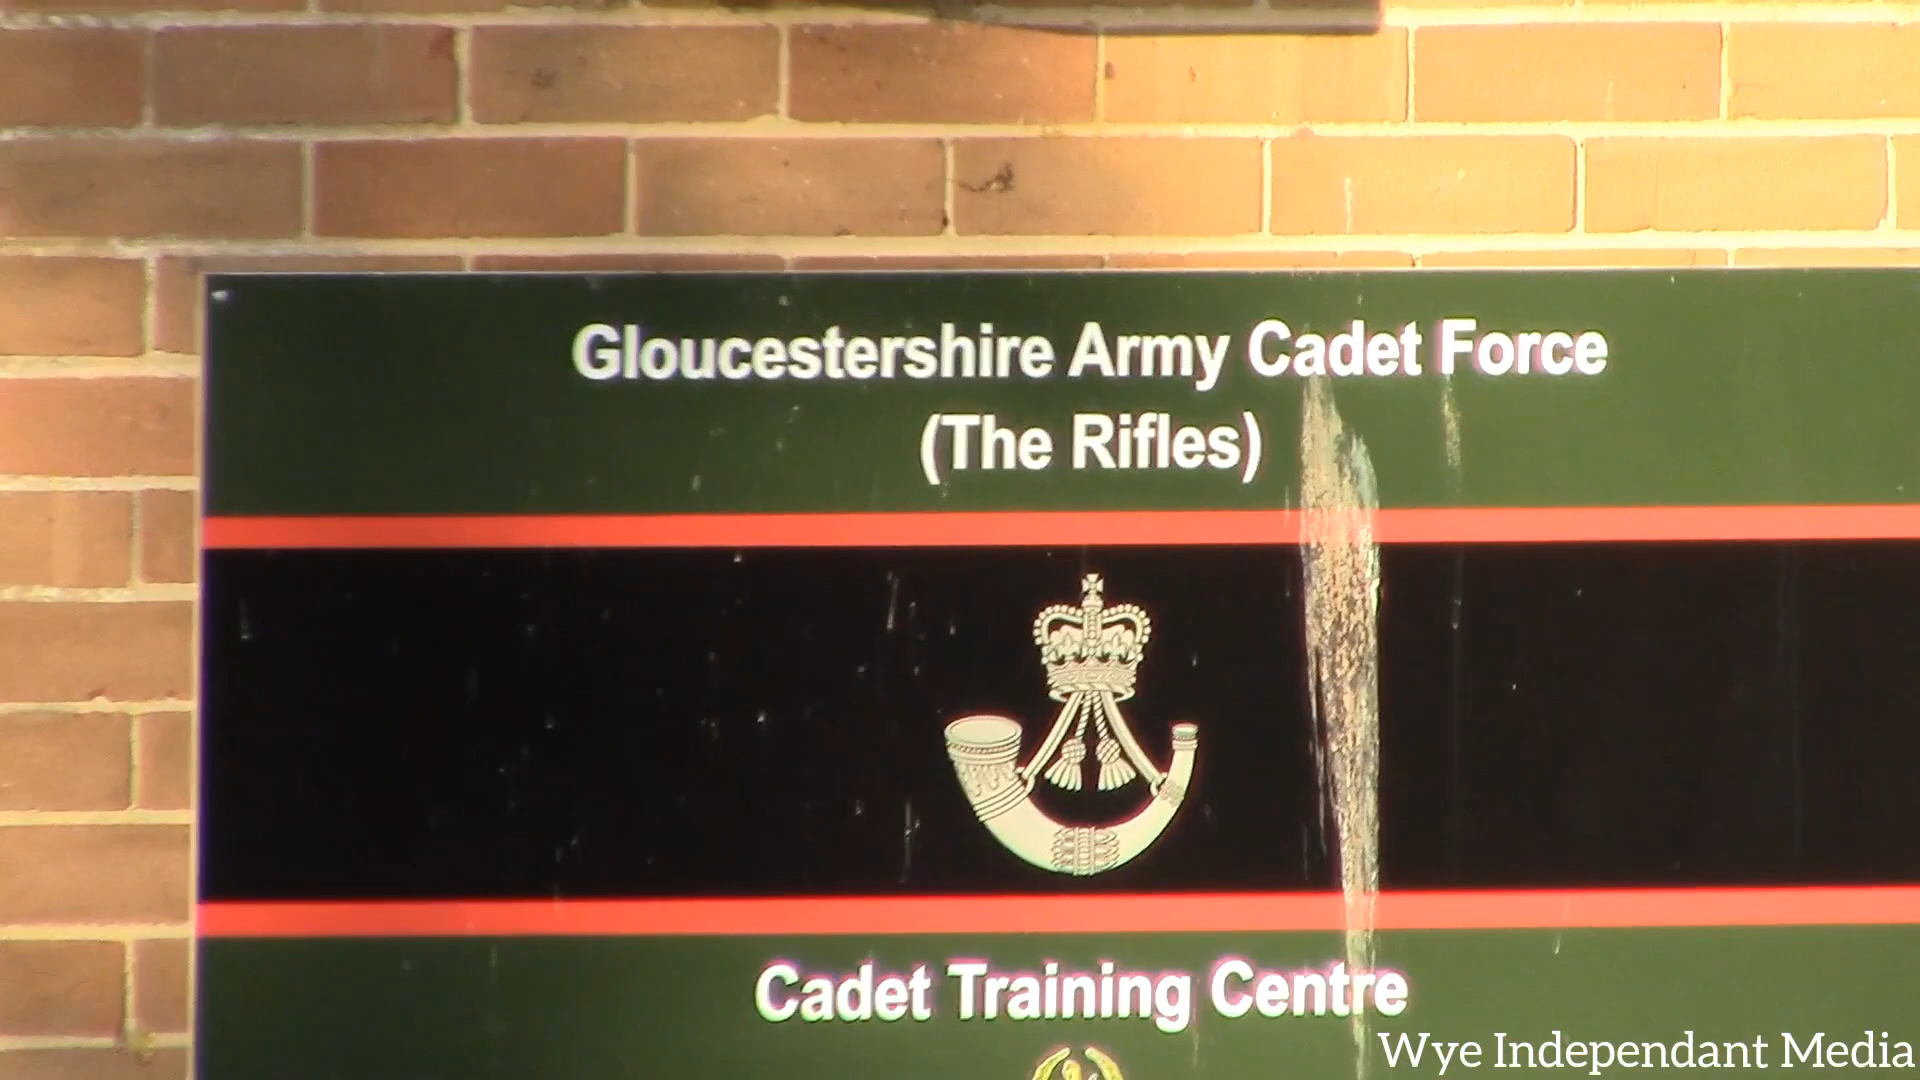 Gloucestershire Army Cadet Force
(The Rifles)
Cadet Training Centre
Wye Independant Media